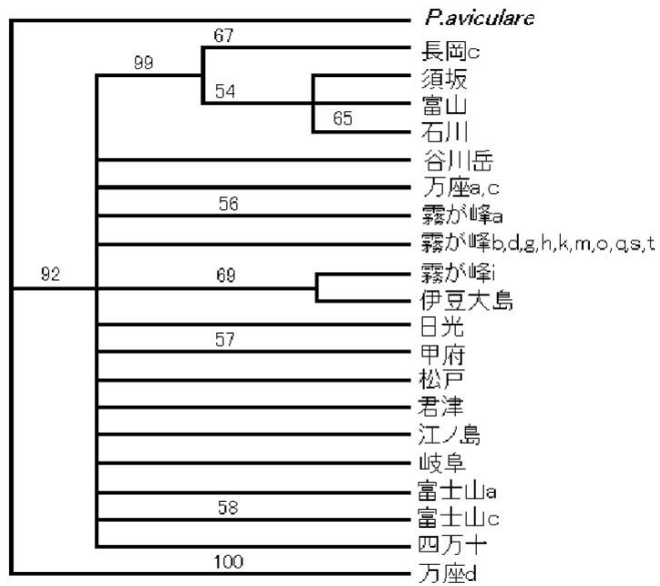 P.aviculare
67
長岡c
99
須坂
54
富山
65
石川
谷川岳
万座a,c
56
霧が峰a
霧が峰b,d,g,h,k,m,o,q,s,t
92
69
霧が峰i
伊豆大島
日光
57
甲府
松戸
君津
江ノ島
岐阜
富士山a
58
富士山c
四万十
100
万座d